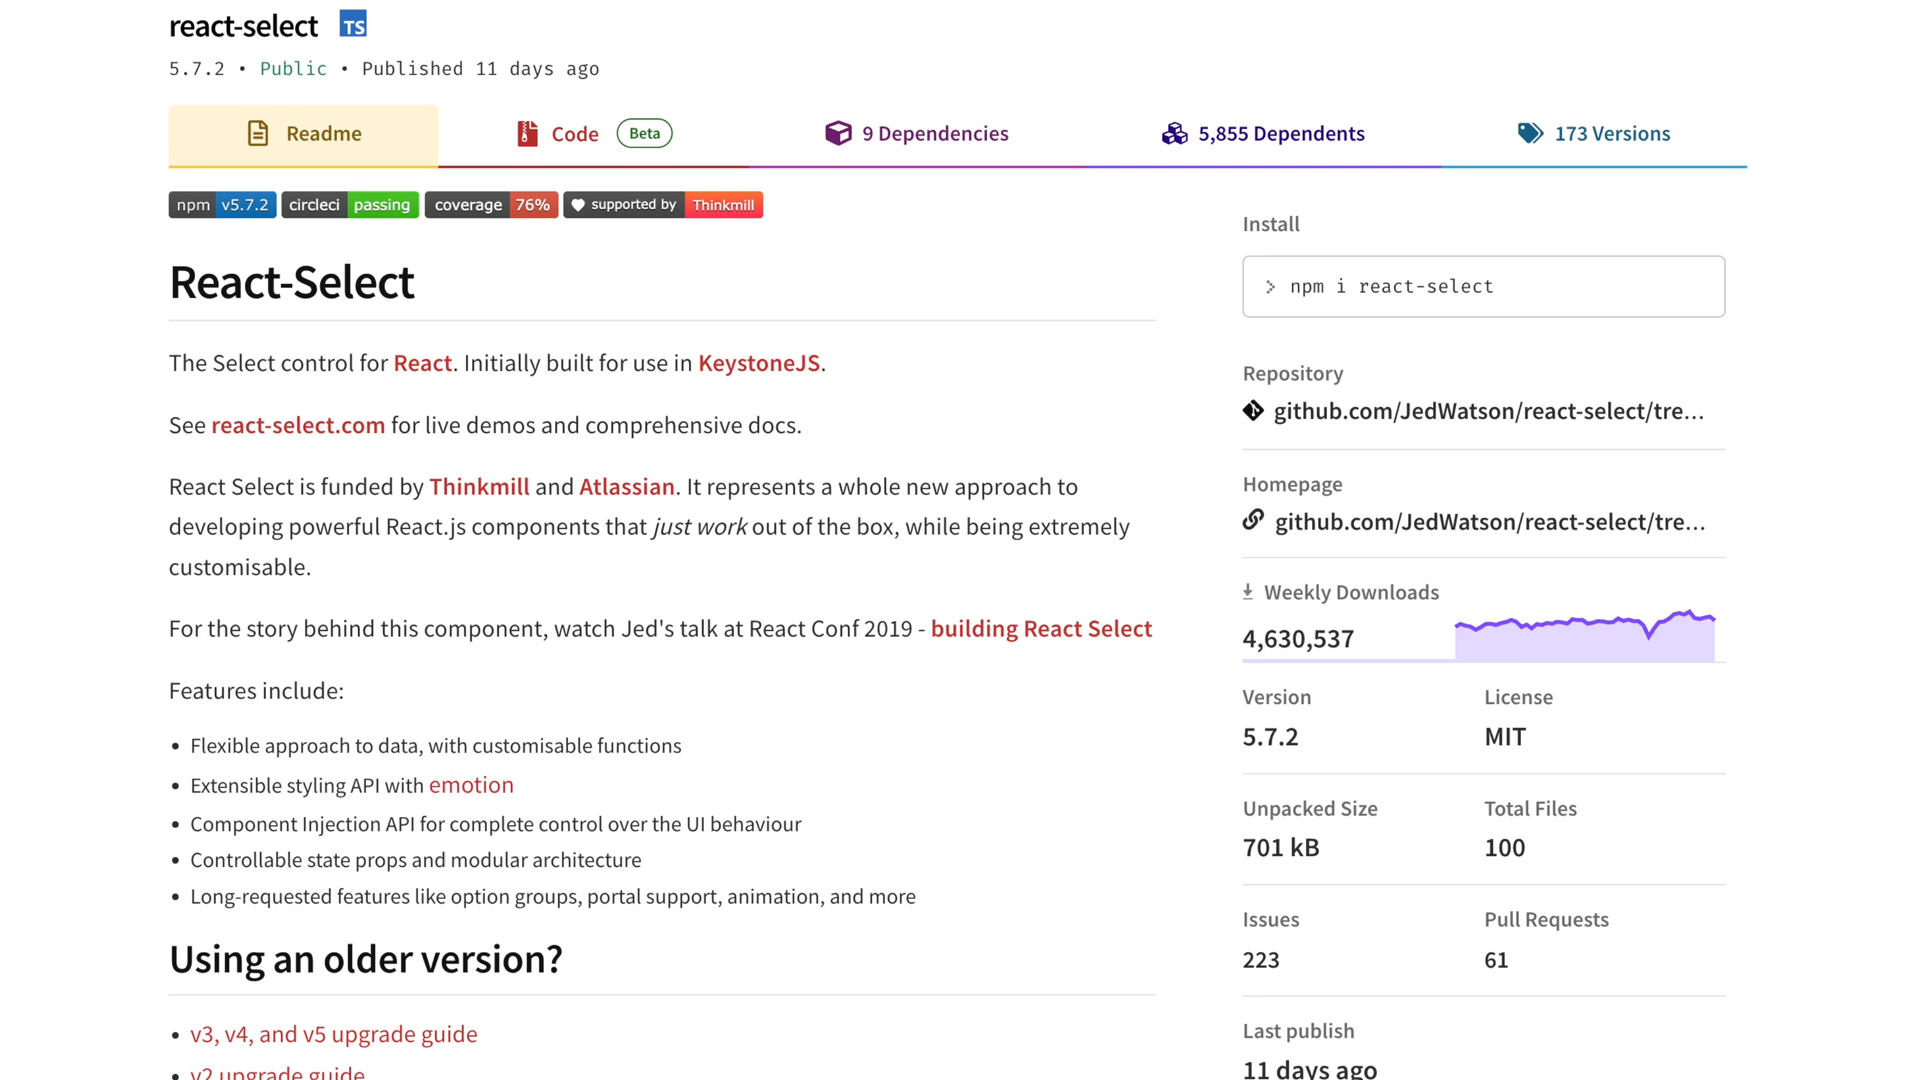 react-select TS
5.7.2 • Public • Published 11 days ago
Readme
Code Beta
9 Dependencies
5,855 Dependents
173 Versions
npm v5.7.2 circleci passing coverage 76% supported by Thinkmill
React-Select
The Select control for React. Initially built for use in KeystoneJS.
See react-select.com for live demos and comprehensive docs.
React Select is funded by Thinkmill and Atlassian. It represents a whole new approach to
developing powerful React.js components that just work out of the box, while being extremely
customisable.
For the story behind this component, watch Jed's talk at React Conf 2019 - building React Select
Features include:
• Flexible approach to data, with customisable functions
• Extensible styling API with emotion
• Component Injection API for complete control over the UI behaviour
• Controllable state props and modular architecture
• Long-requested features like option groups, portal support, animation, and more
Using an older version?
• v3, v4, and v5 upgrade guide
• v2 upgrade guide
Install
> npm i react-select
Repository
github.com/JedWatson/react-select/tre...
Homepage
github.com/JedWatson/react-select/tre...
Weekly Downloads
4,630,537
Version
5.7.2
License
MIT
Unpacked Size
701 kB
Total Files
100
Issues
223
Pull Requests
61
Last publish
11 days ago